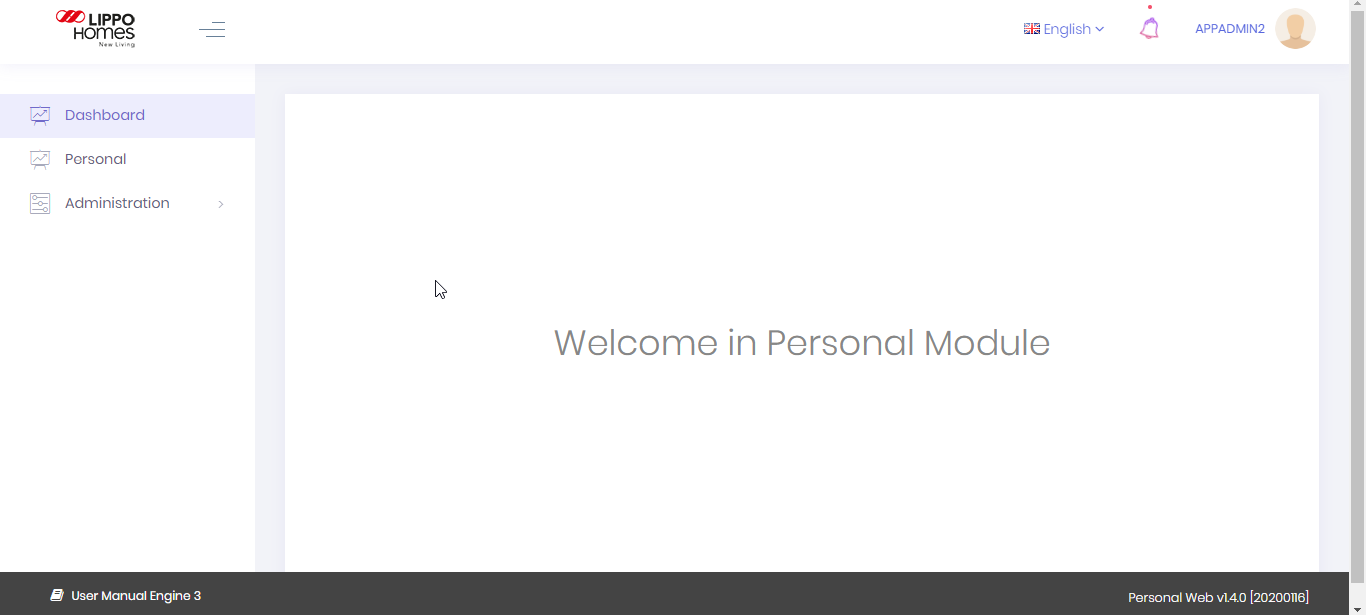 LIPPO
HOMES
New Living
English
APPADMIN2
Dashboard
Personal
Administration
Welcome in Personal Module
User Manual Engine 3
Personal Web v1.4.0 [20200116]